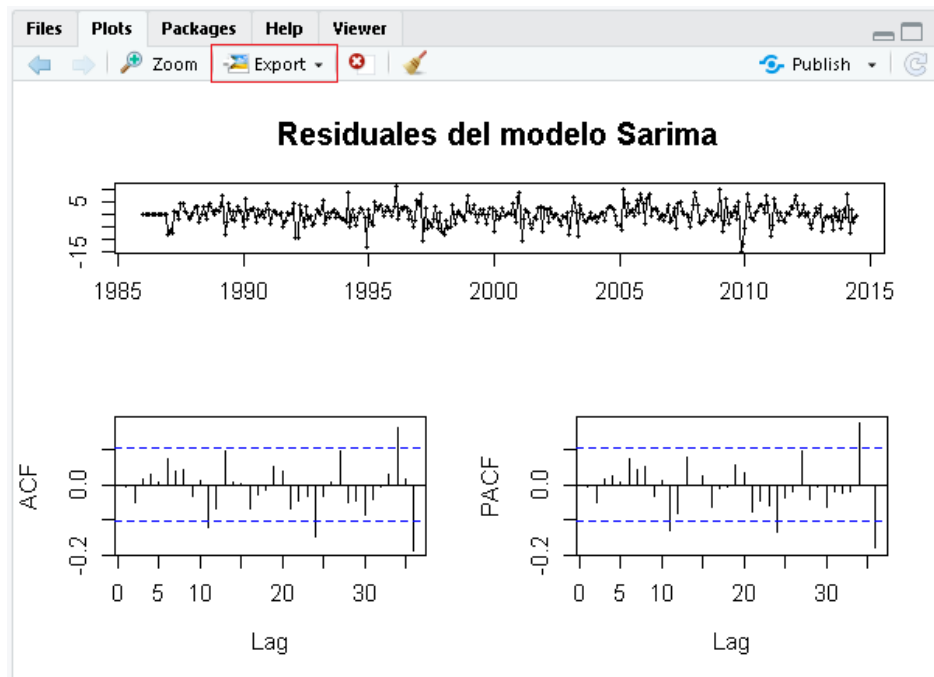 Files Plots Packages Help Viewer
Zoom Export Publish
Residuales del modelo Sarima
5
-15
1985 1990 1995 2000 2005 2010 2015
ACF
0.0
-0.2
0 5 10 20 30
Lag
PACF
0.0
-0.2
0 5 10 20 30
Lag